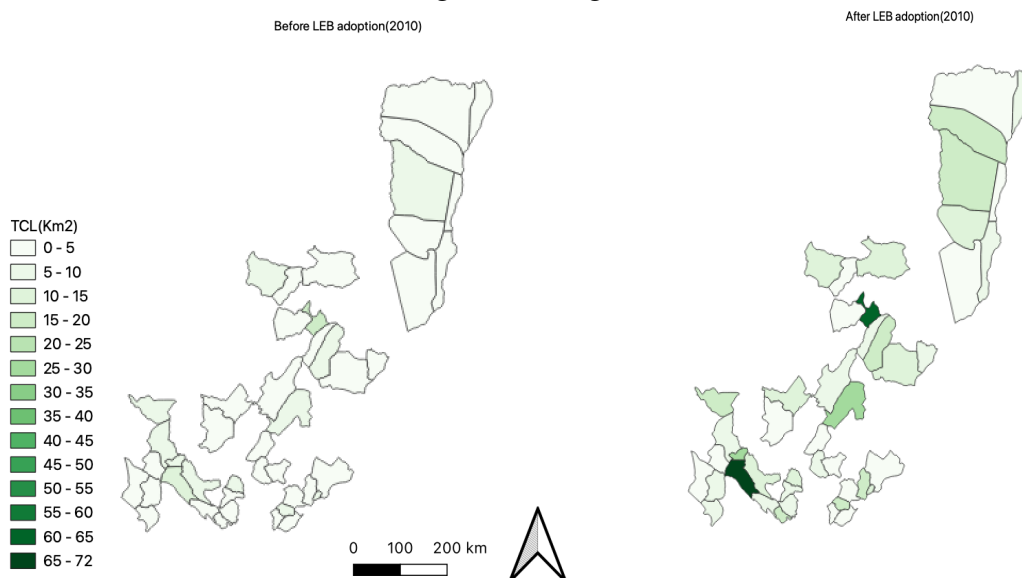 Before LEB adoption(2010)
After LEB adoption(2010)
TCL(Km2)
0 - 5
5 - 10
10 - 15
15 - 20
20 - 25
25 - 30
30 - 35
35 - 40
40 - 45
45 - 50
50 - 55
55 - 60
60 - 65
65 - 72
0 100 200 km